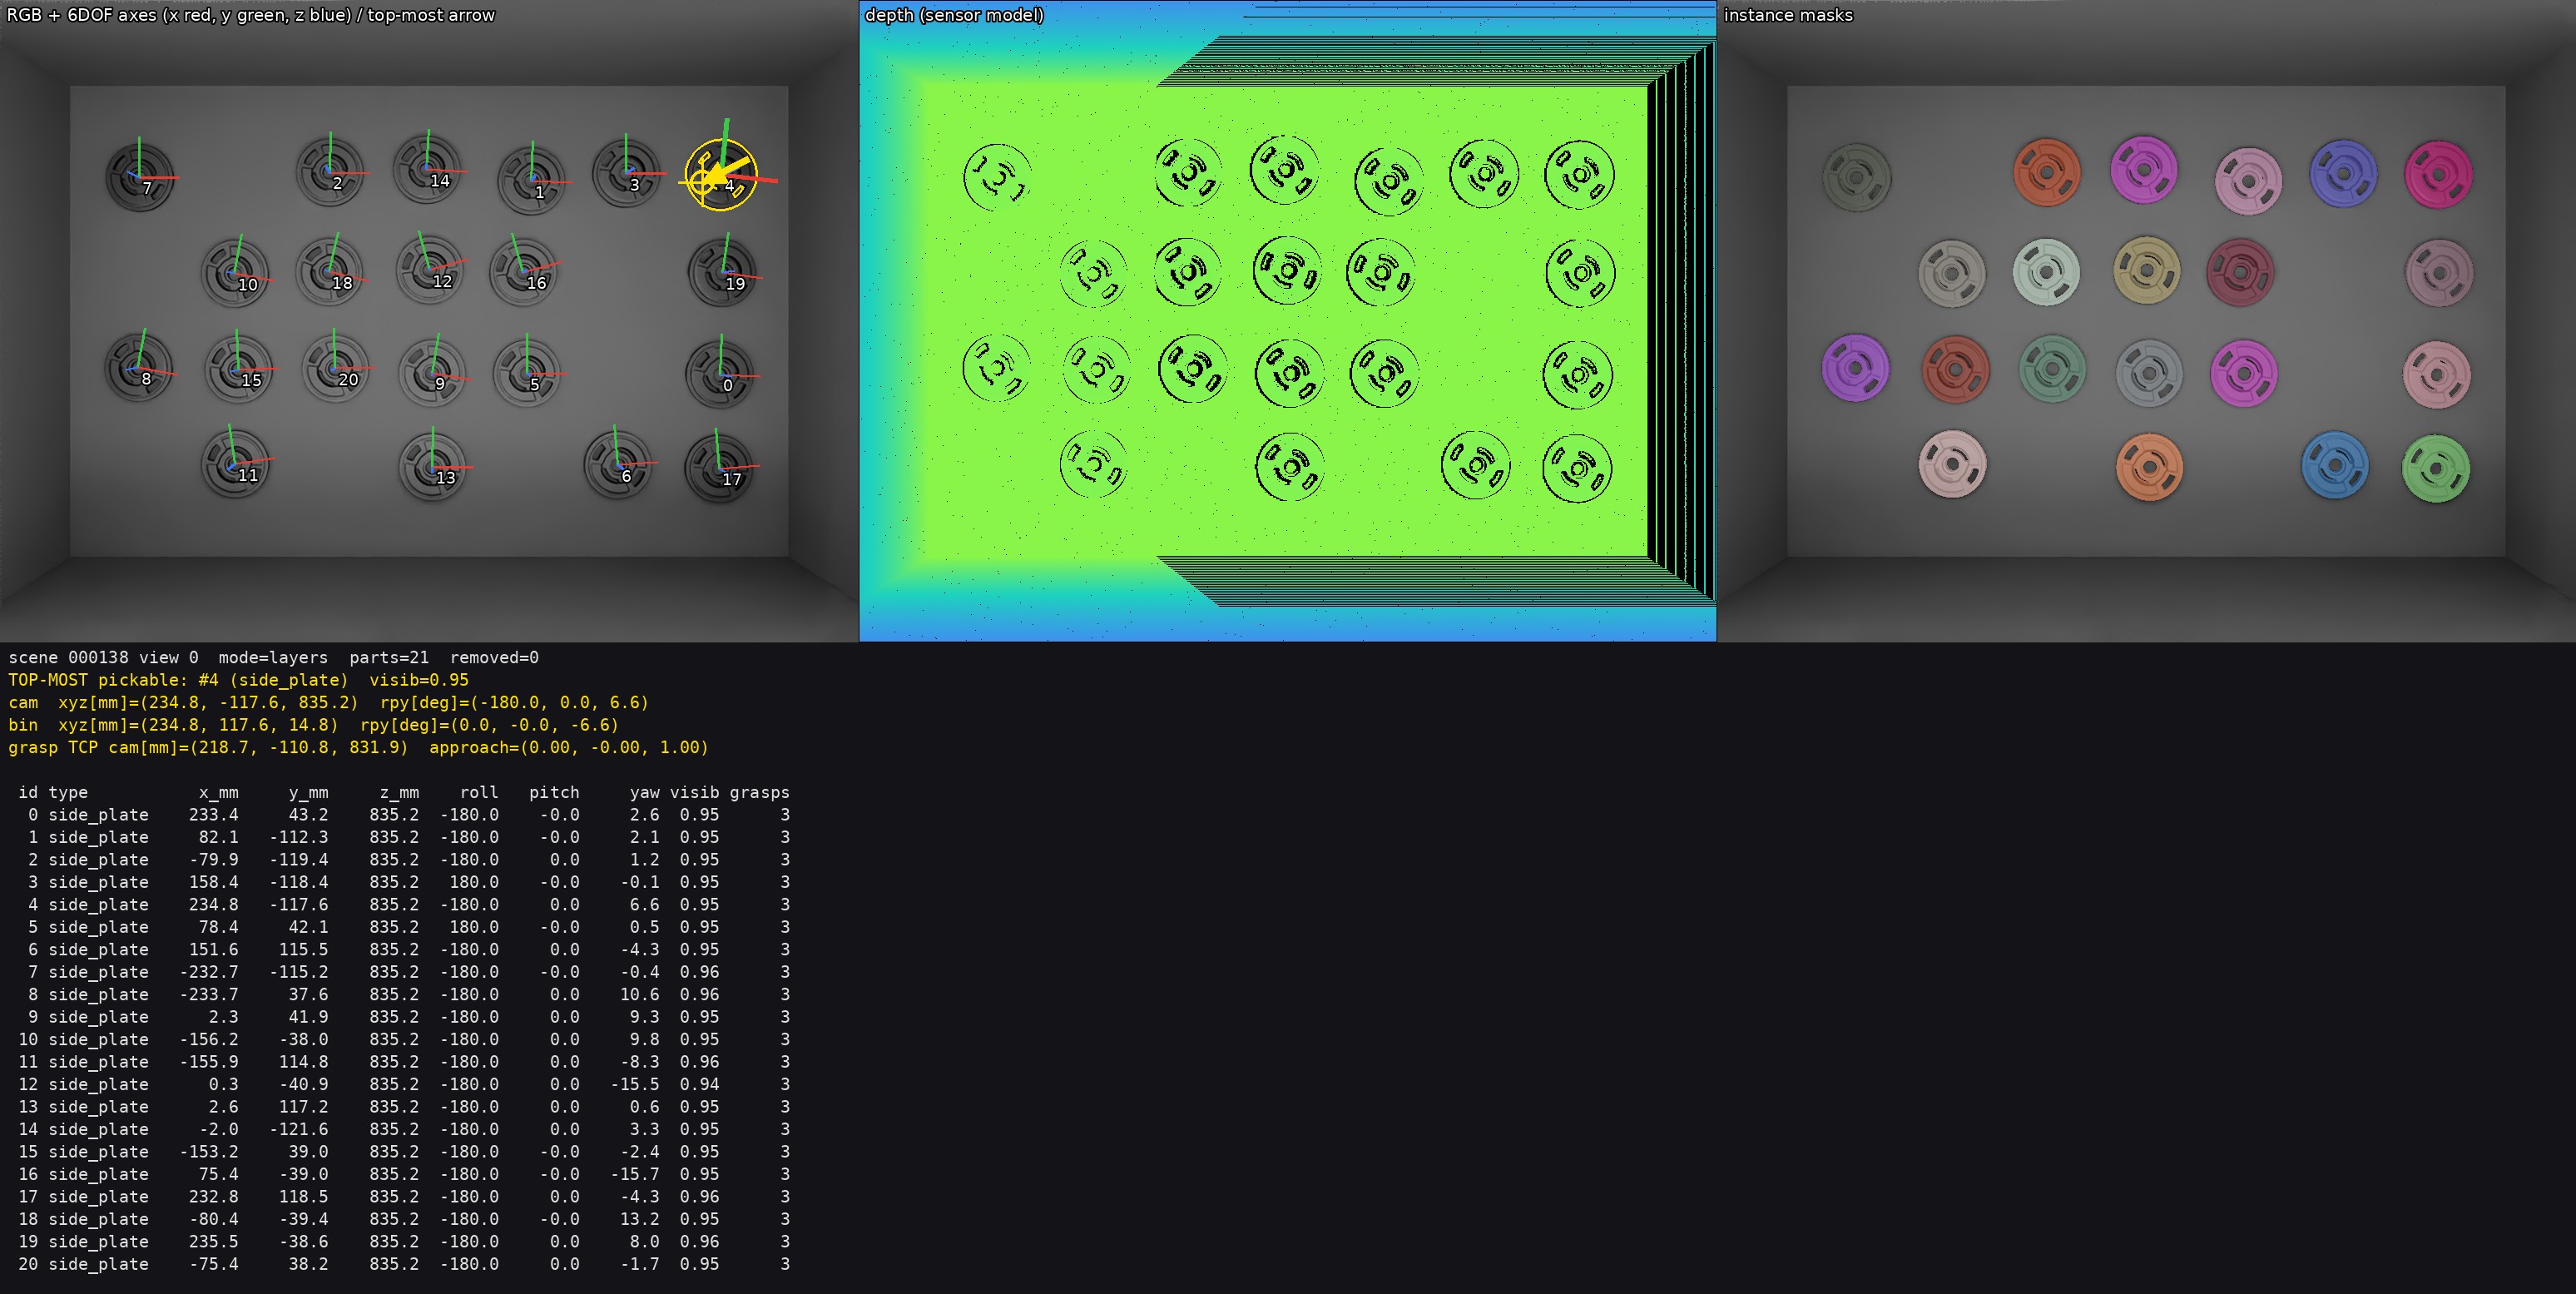 RGB + 6DOF axes (x red, y green, z blue) / top-most arrow
depth (sensor model)
instance masks
7
2
14
1
3
4
10
18
12
16
19
8
15
20
9
5
0
11
13
6
17
scene 000138 view 0  mode=layers  parts=21  removed=0
TOP-MOST pickable: #4 (side_plate)  visib=0.95
cam  xyz[mm]=(234.8, -117.6, 835.2)  rpy[deg]=(-180.0, 0.0, 6.6)
bin  xyz[mm]=(234.8, 117.6, 14.8)  rpy[deg]=(0.0, -0.0, -6.6)
grasp TCP cam[mm]=(218.7, -110.8, 831.9)  approach=(0.00, -0.00, 1.00)
id type x_mm y_mm z_mm roll pitch yaw visib grasps
0 side_plate 233.4 43.2 835.2 -180.0 -0.0 2.6 0.95 3
1 side_plate 82.1 -112.3 835.2 -180.0 -0.0 2.1 0.95 3
2 side_plate -79.9 -119.4 835.2 -180.0 0.0 1.2 0.95 3
3 side_plate 158.4 -118.4 835.2 180.0 -0.0 -0.1 0.95 3
4 side_plate 234.8 -117.6 835.2 -180.0 0.0 6.6 0.95 3
5 side_plate 78.4 42.1 835.2 180.0 -0.0 0.5 0.95 3
6 side_plate 151.6 115.5 835.2 -180.0 0.0 -4.3 0.95 3
7 side_plate -232.7 -115.2 835.2 -180.0 -0.0 -0.4 0.96 3
8 side_plate -233.7 37.6 835.2 -180.0 0.0 10.6 0.96 3
9 side_plate 2.3 41.9 835.2 -180.0 0.0 9.3 0.95 3
10 side_plate -156.2 -38.0 835.2 -180.0 0.0 9.8 0.95 3
11 side_plate -155.9 114.8 835.2 -180.0 0.0 -8.3 0.96 3
12 side_plate 0.3 -40.9 835.2 -180.0 0.0 -15.5 0.94 3
13 side_plate 2.6 117.2 835.2 -180.0 0.0 0.6 0.95 3
14 side_plate -2.0 -121.6 835.2 -180.0 0.0 3.3 0.95 3
15 side_plate -153.2 39.0 835.2 -180.0 -0.0 -2.4 0.95 3
16 side_plate 75.4 -39.0 835.2 -180.0 -0.0 -15.7 0.95 3
17 side_plate 232.8 118.5 835.2 -180.0 0.0 -4.3 0.96 3
18 side_plate -80.4 -39.4 835.2 -180.0 -0.0 13.2 0.95 3
19 side_plate 235.5 -38.6 835.2 -180.0 0.0 8.0 0.96 3
20 side_plate -75.4 38.2 835.2 -180.0 0.0 -1.7 0.95 3